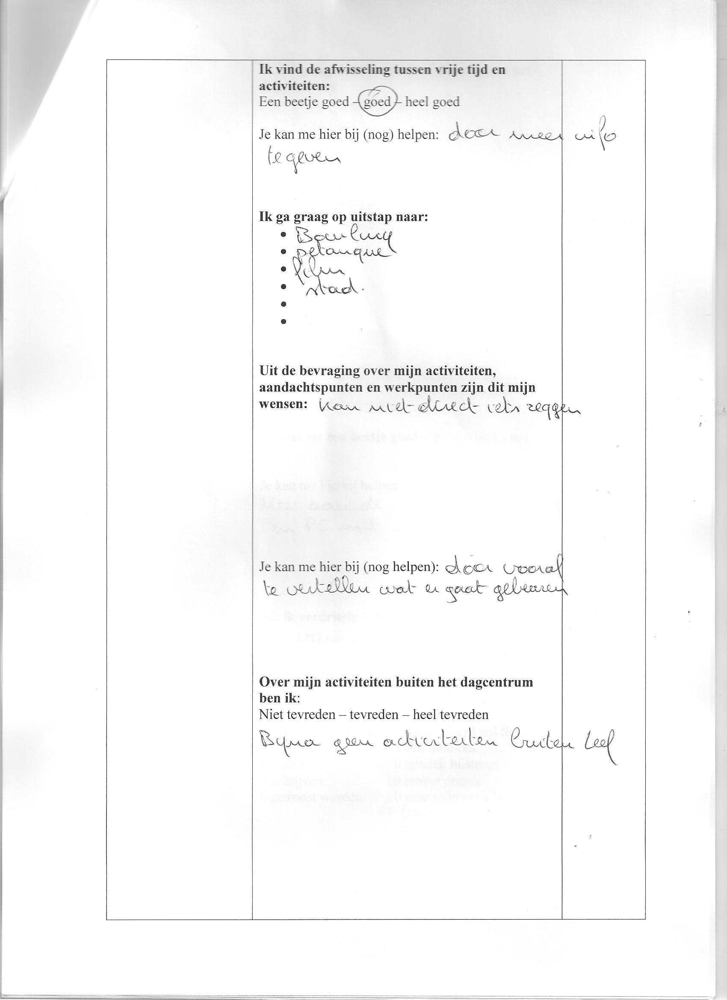 Ik vind de afwisseling tussen vrije tijd en
activiteiten:
Een beetje goed – goed – heel goed
Je kan me hier bij (nog) helpen: door meer info
te geven
Ik ga graag op uitstap naar:
• Bowling
• petanque
• film
• stad.
•
•
Uit de bevraging over mijn activiteiten,
aandachtspunten en werkpunten zijn dit mijn
wensen: kan niet direct iets zeggen
Je kan me hier bij (nog helpen): door vooraf
te vertellen wat er gaat gebeuren
Over mijn activiteiten buiten het dagcentrum
ben ik:
Niet tevreden – tevreden – heel tevreden
Byna geen activiteiten buiten